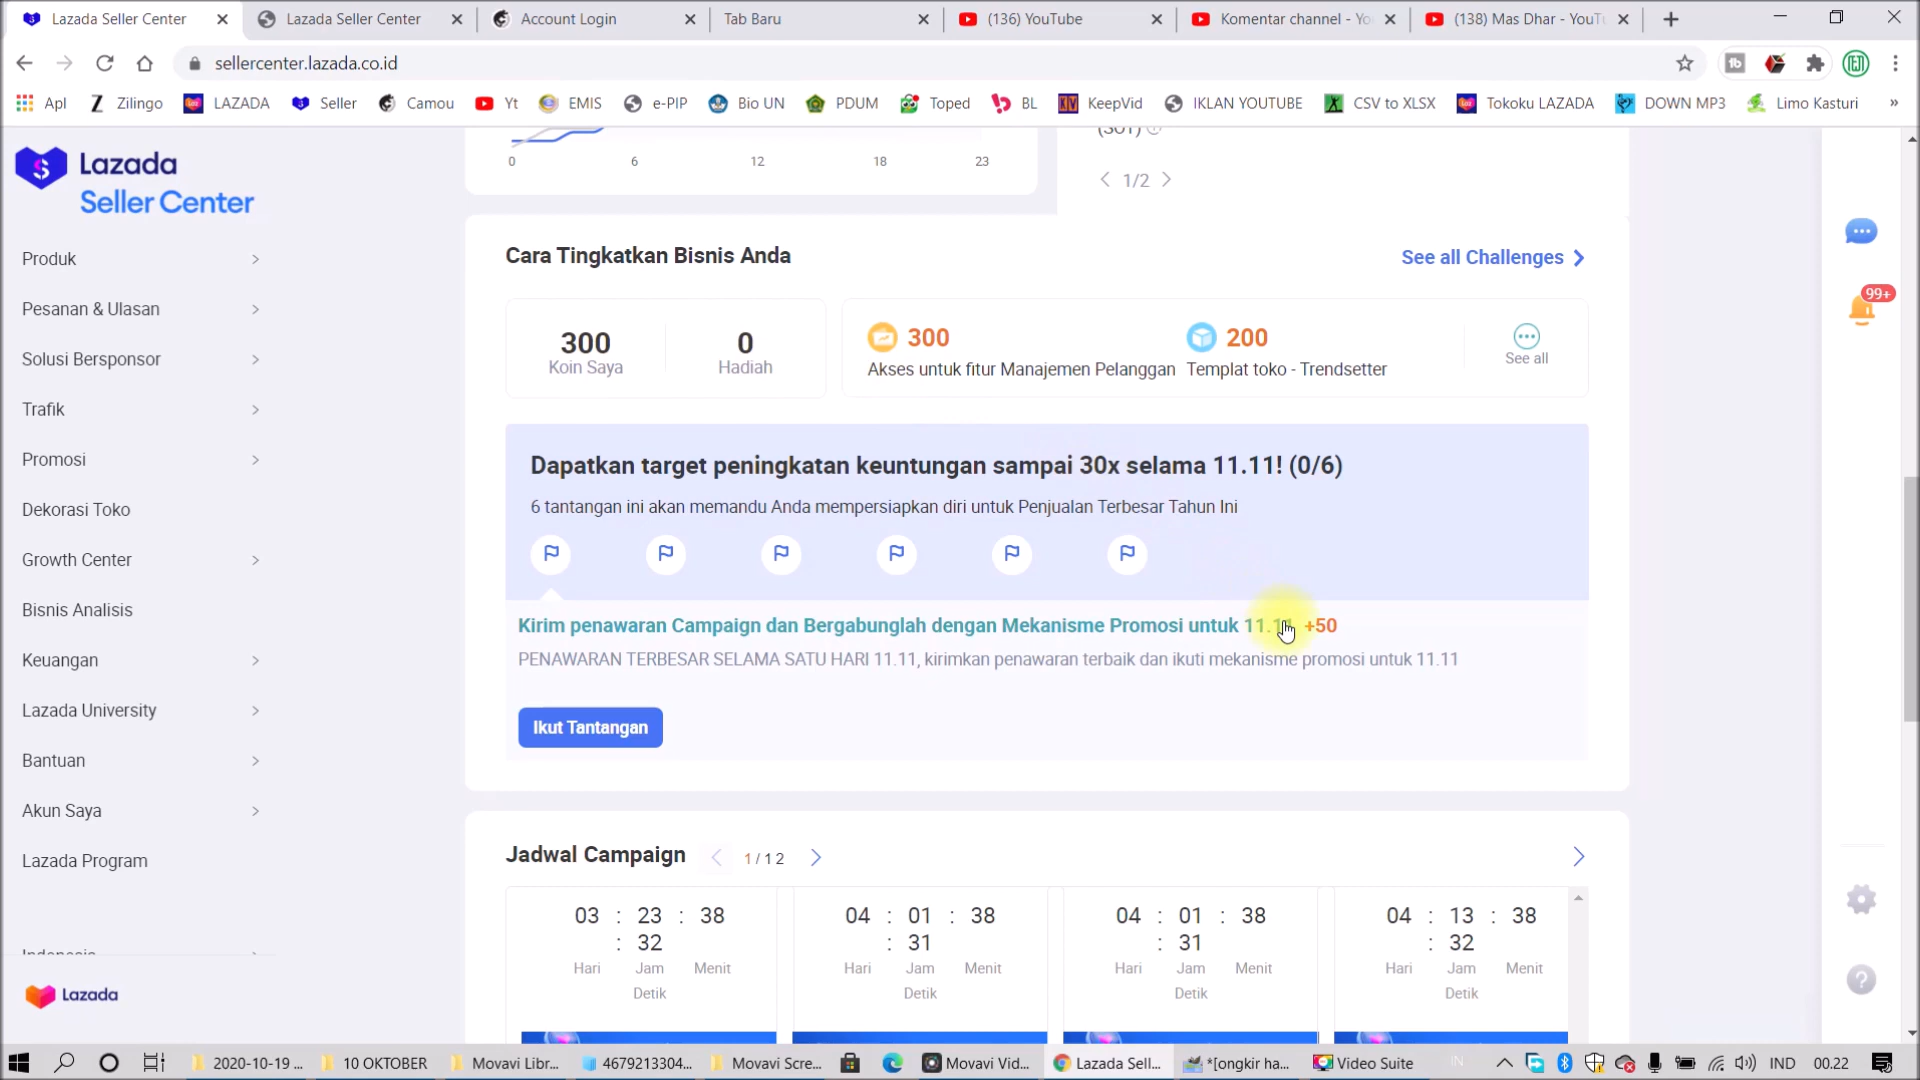 Lazada Seller Center
Lazada Seller Center
Account Login
Tab Baru
(136) YouTube
Komentar channel - Yo
(138) Mas Dhar - YouTu
sellercenter.lazada.co.id
Apl
Zilingo
LAZADA
Seller
Camou
Yt
EMIS
e-PIP
Bio UN
PDUM
Toped
BL
KeepVid
IKLAN YOUTUBE
CSV to XLSX
Tokoku LAZADA
DOWN MP3
Limo Kasturi
»
Lazada
Seller Center
Produk
Pesanan & Ulasan
Solusi Bersponsor
Trafik
Promosi
Dekorasi Toko
Growth Center
Bisnis Analisis
Keuangan
Lazada University
Bantuan
Akun Saya
Lazada Program
Indonesia
Lazada
0 6 12 18 23
(SOT)
1/2
99+
Cara Tingkatkan Bisnis Anda
See all Challenges
300
Koin Saya
0
Hadiah
300
Akses untuk fitur Manajemen Pelanggan
200
Templat toko - Trendsetter
See all
Dapatkan target peningkatan keuntungan sampai 30x selama 11.11! (0/6)
6 tantangan ini akan memandu Anda mempersiapkan diri untuk Penjualan Terbesar Tahun Ini
Kirim penawaran Campaign dan Bergabunglah dengan Mekanisme Promosi untuk 11.11 +50
PENAWARAN TERBESAR SELAMA SATU HARI 11.11, kirimkan penawaran terbaik dan ikuti mekanisme promosi untuk 11.11
Ikut Tantangan
Jadwal Campaign
1 / 1 2
03 : 23 : 38
: 32
Hari Jam Menit
Detik
04 : 01 : 38
: 31
Hari Jam Menit
Detik
04 : 01 : 38
: 31
Hari Jam Menit
Detik
04 : 13 : 38
: 32
Hari Jam Menit
Detik
2020-10-19 ...
10 OKTOBER
Movavi Libr...
4679213304...
Movavi Scre...
Movavi Vid...
Lazada Sell...
*[ongkir ha...
Video Suite
IN
IND
00.22